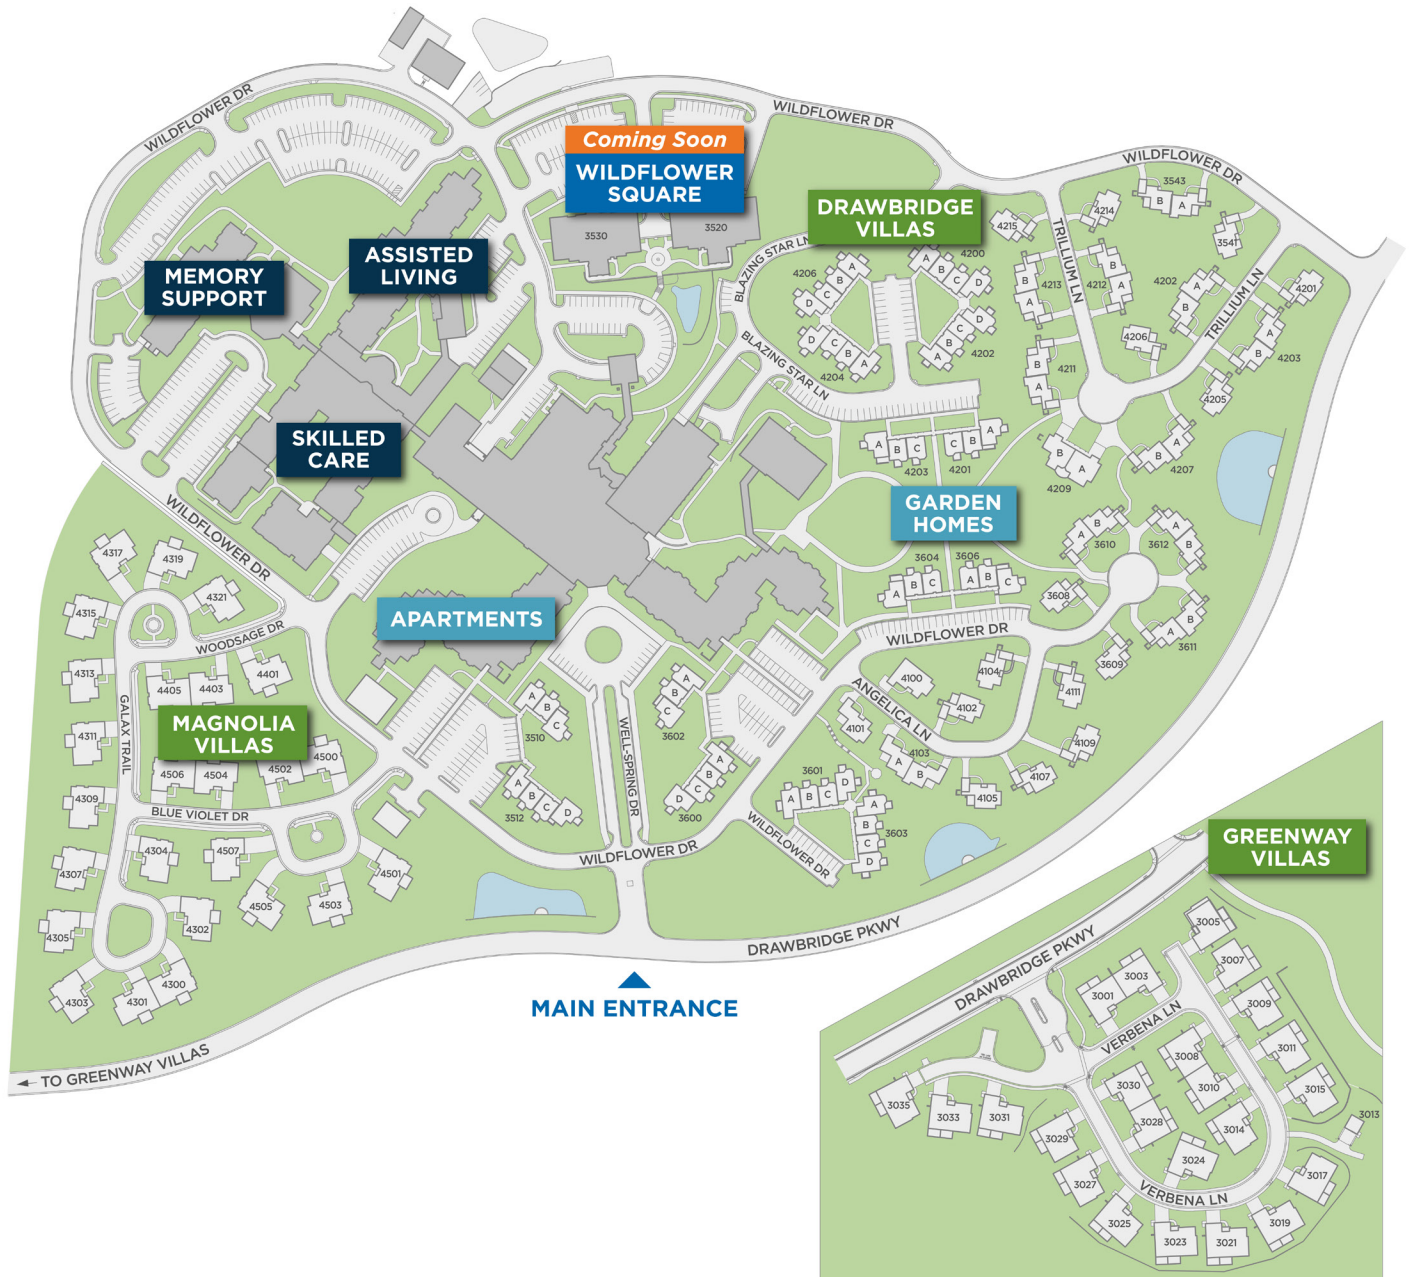 WILDFLOWER DR
WILDFLOWER DR
WILDFLOWER DR
Coming Soon
WILDFLOWER
SQUARE
3530
3520
DRAWBRIDGE
VILLAS
ASSISTED
LIVING
MEMORY
SUPPORT
SKILLED
CARE
BLAZING STAR LN
BLAZING STAR LN
4206
A
B
C
D
4200
A
B
C
D
D
C
B
A
4204
D
C
B
A
4202
A
B
C
4203
C
B
A
4201
TRILLIUM LN
TRILLIUM LN
4215
4214
3543
B
A
3541
B
A
4213
B
A
4212
4202
A
B
4201
4206
A
B
4203
B
A
4211
4205
B
A
4209
A
B
4207
GARDEN
HOMES
3604
A
B
C
3606
A
B
C
B
A
3610
3612
A
B
3608
B
A
3611
3609
WILDFLOWER DR
WILDFLOWER DR
4317
4319
4315
4321
WOODSAGE DR
4313
4405
4403
4401
GALAX TRAIL
MAGNOLIA
VILLAS
4311
4506
4504
4502
4500
4309
BLUE VIOLET DR
4304
4507
4307
4501
4505
4503
4305
4302
4303
4301
4300
APARTMENTS
A
B
C
3510
A
B
C
D
3512
WELL-SPRING DR
A
B
C
3602
A
B
C
D
3600
WILDFLOWER DR
ANGELICA LN
4100
4104
4102
4111
4101
4103
A
B
4109
4107
4105
3601
A
B
C
D
A
B
C
D
3603
WILDFLOWER DR
DRAWBRIDGE PKWY
MAIN ENTRANCE
TO GREENWAY VILLAS
GREENWAY
VILLAS
DRAWBRIDGE PKWY
3005
3003
3001
3007
VERBENA LN
3009
3008
3011
3030
3010
3015
3035
3033
3031
3028
3014
3013
3029
3024
3027
VERBENA LN
3017
3025
3019
3023
3021